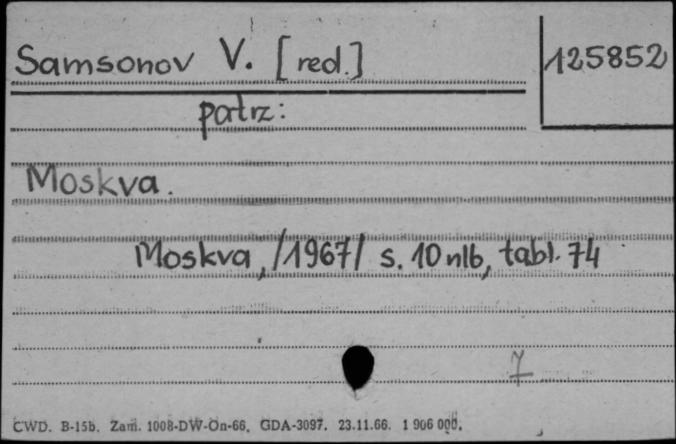 Samsonov V. [red.]
125852
patrz:
Moskva.
Moskva, /1967/ s. 10 nlb, tabl. 74
7
CWD. B-15b. Zam. 1008-DW-On-66. GDA-3097. 23.11.66. 1 906 000.